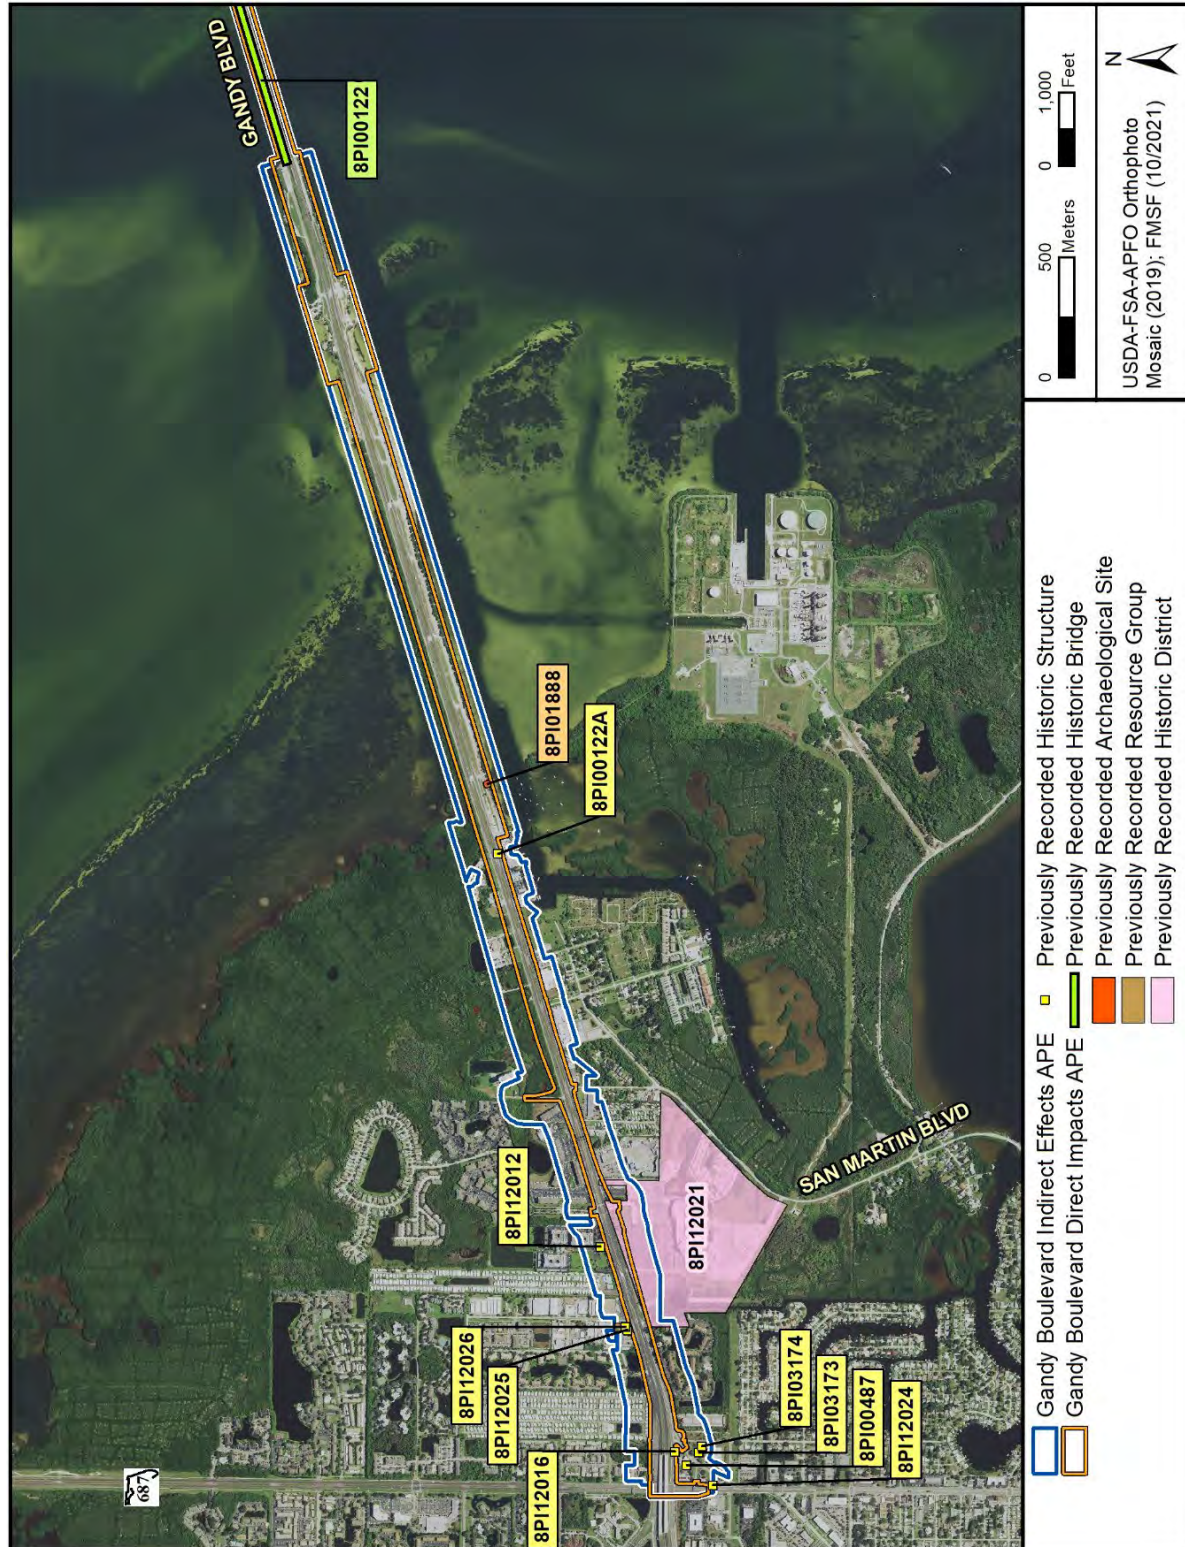 GANDY BLVD
8PI00122
8PI01888
8PI00122A
8PI12012
8PI12021
SAN MARTIN BLVD
8PI12026
8PI12025
8PI12016
8PI03174
8PI03173
8PI00487
8PI12024
687
Gandy Boulevard Indirect Effects APE
Gandy Boulevard Direct Impacts APE
Previously Recorded Historic Structure
Previously Recorded Historic Bridge
Previously Recorded Archaeological Site
Previously Recorded Resource Group
Previously Recorded Historic District
0 500 Meters
0 1,000 Feet
USDA-FSA-APFO Orthophoto
Mosaic (2019); FMSF (10/2021)
N